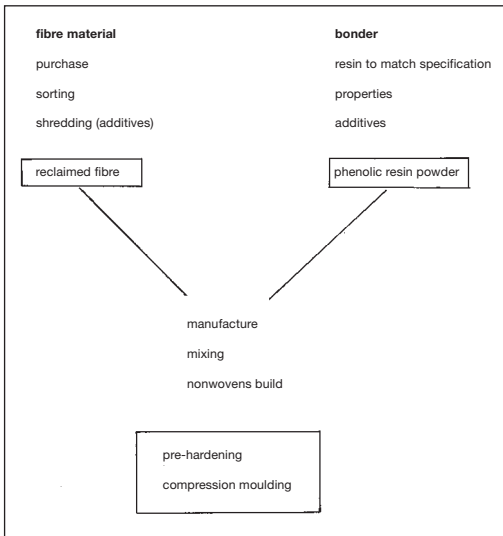 fibre material
purchase
sorting
shredding (additives)
reclaimed fibre
bonder
resin to match specification
properties
additives
phenolic resin powder
manufacture
mixing
nonwovens build
pre-hardening
compression moulding